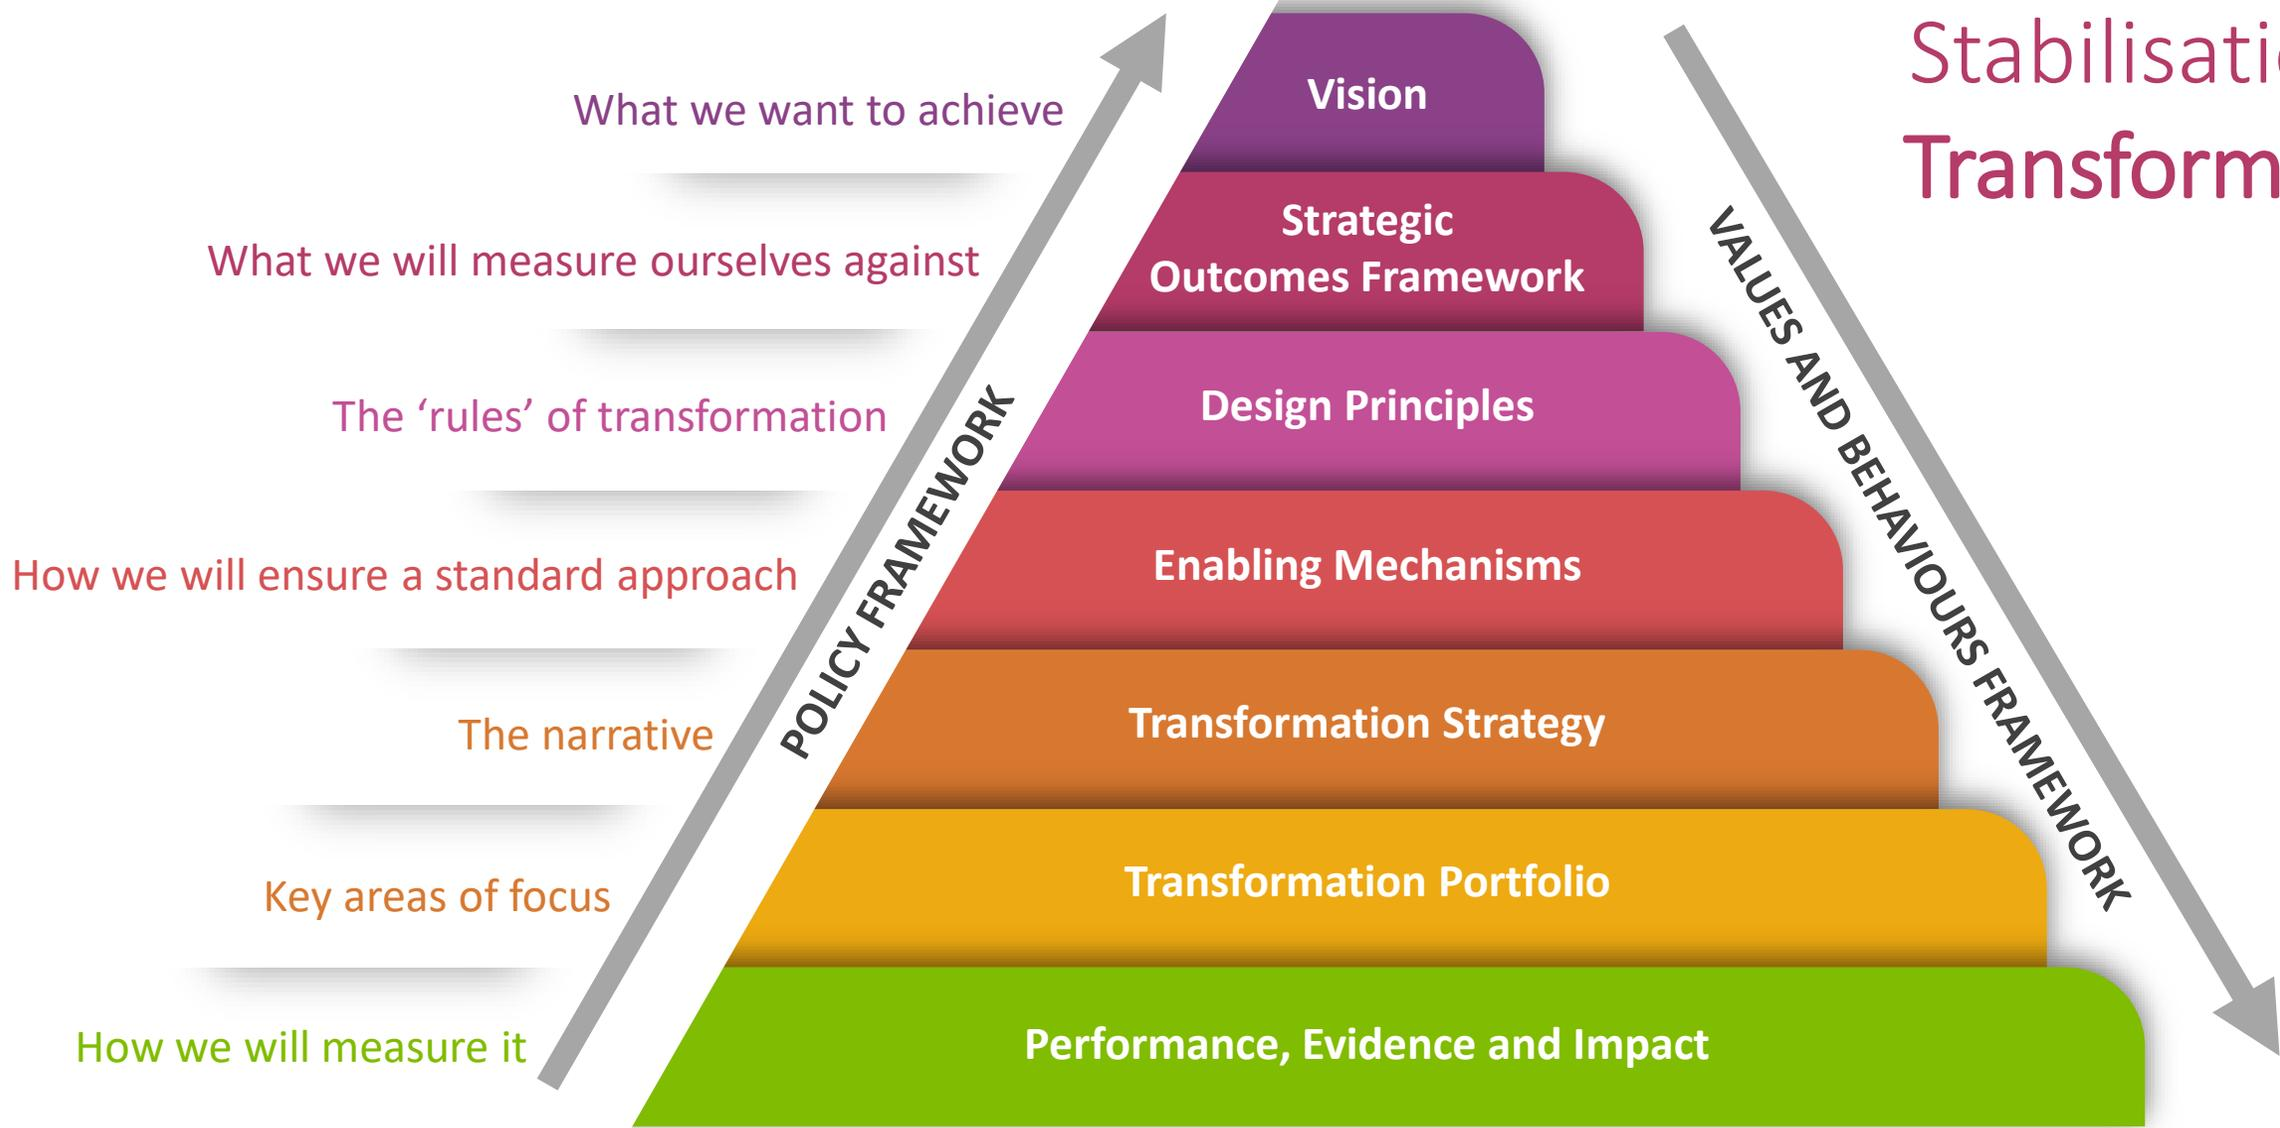 Stabilisati
Transform
What we want to achieve
Vision
What we will measure ourselves against
Strategic
Outcomes Framework
The ‘rules’ of transformation
Design Principles
How we will ensure a standard approach
Enabling Mechanisms
The narrative
Transformation Strategy
Key areas of focus
Transformation Portfolio
How we will measure it
Performance, Evidence and Impact
POLICY FRAMEWORK
VALUES AND BEHAVIOURS FRAMEWORK